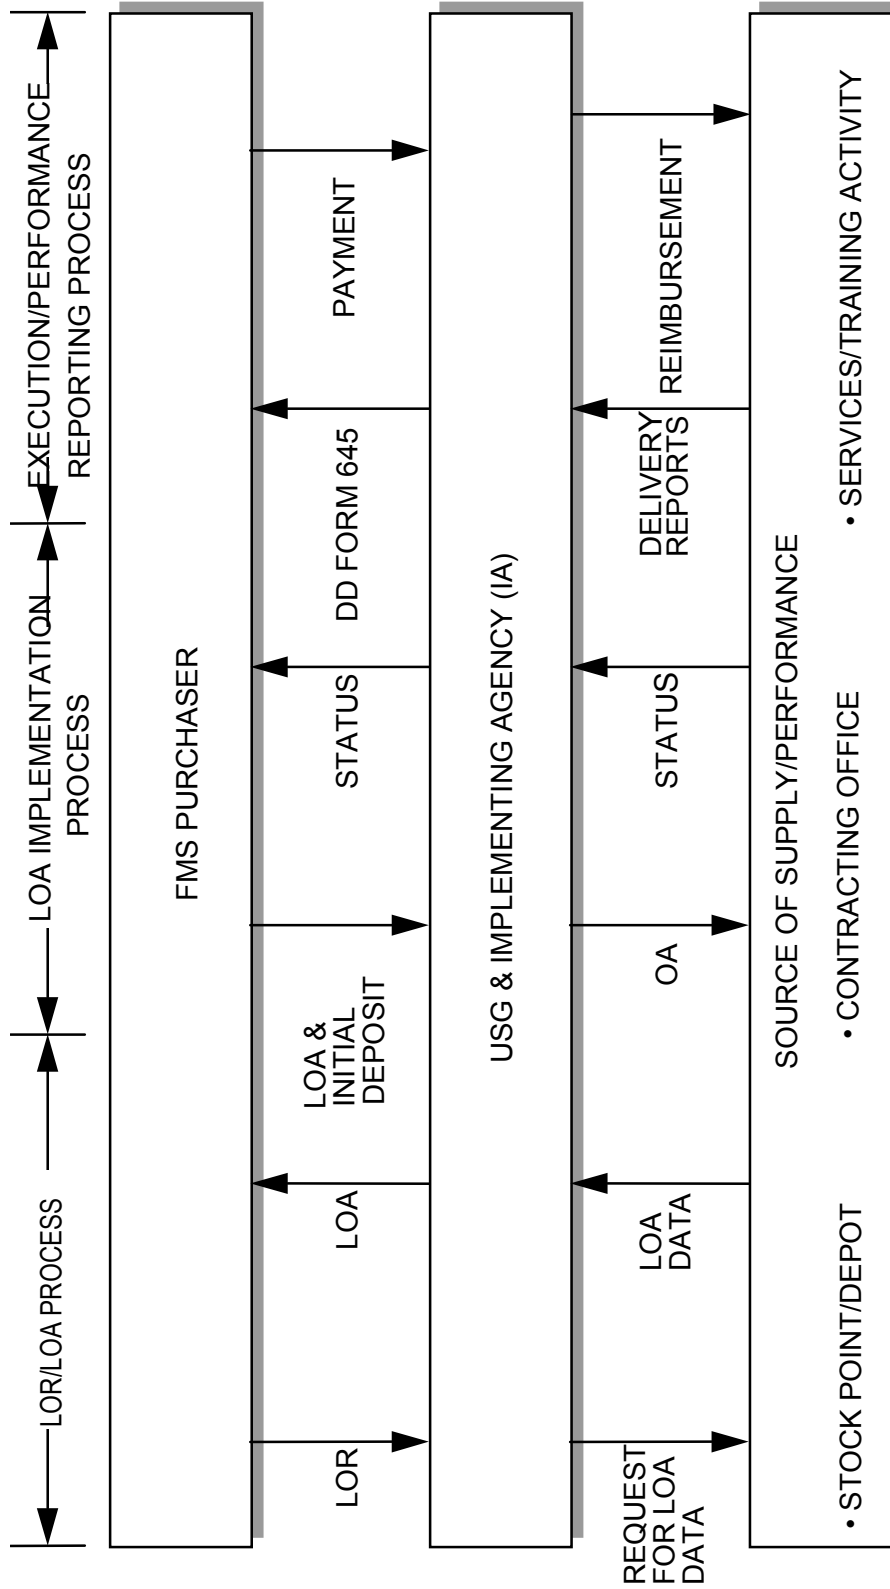 LOR/LOA PROCESS
LOA IMPLEMENTATION
PROCESS
EXECUTION/PERFORMANCE
REPORTING PROCESS
FMS PURCHASER
LOR
LOA
LOA &
INITIAL
DEPOSIT
STATUS
DD FORM 645
PAYMENT
USG & IMPLEMENTING AGENCY (IA)
REQUEST
FOR LOA
DATA
LOA
DATA
OA
STATUS
DELIVERY
REPORTS
REIMBURSEMENT
SOURCE OF SUPPLY/PERFORMANCE
• STOCK POINT/DEPOT
• CONTRACTING OFFICE
• SERVICES/TRAINING ACTIVITY